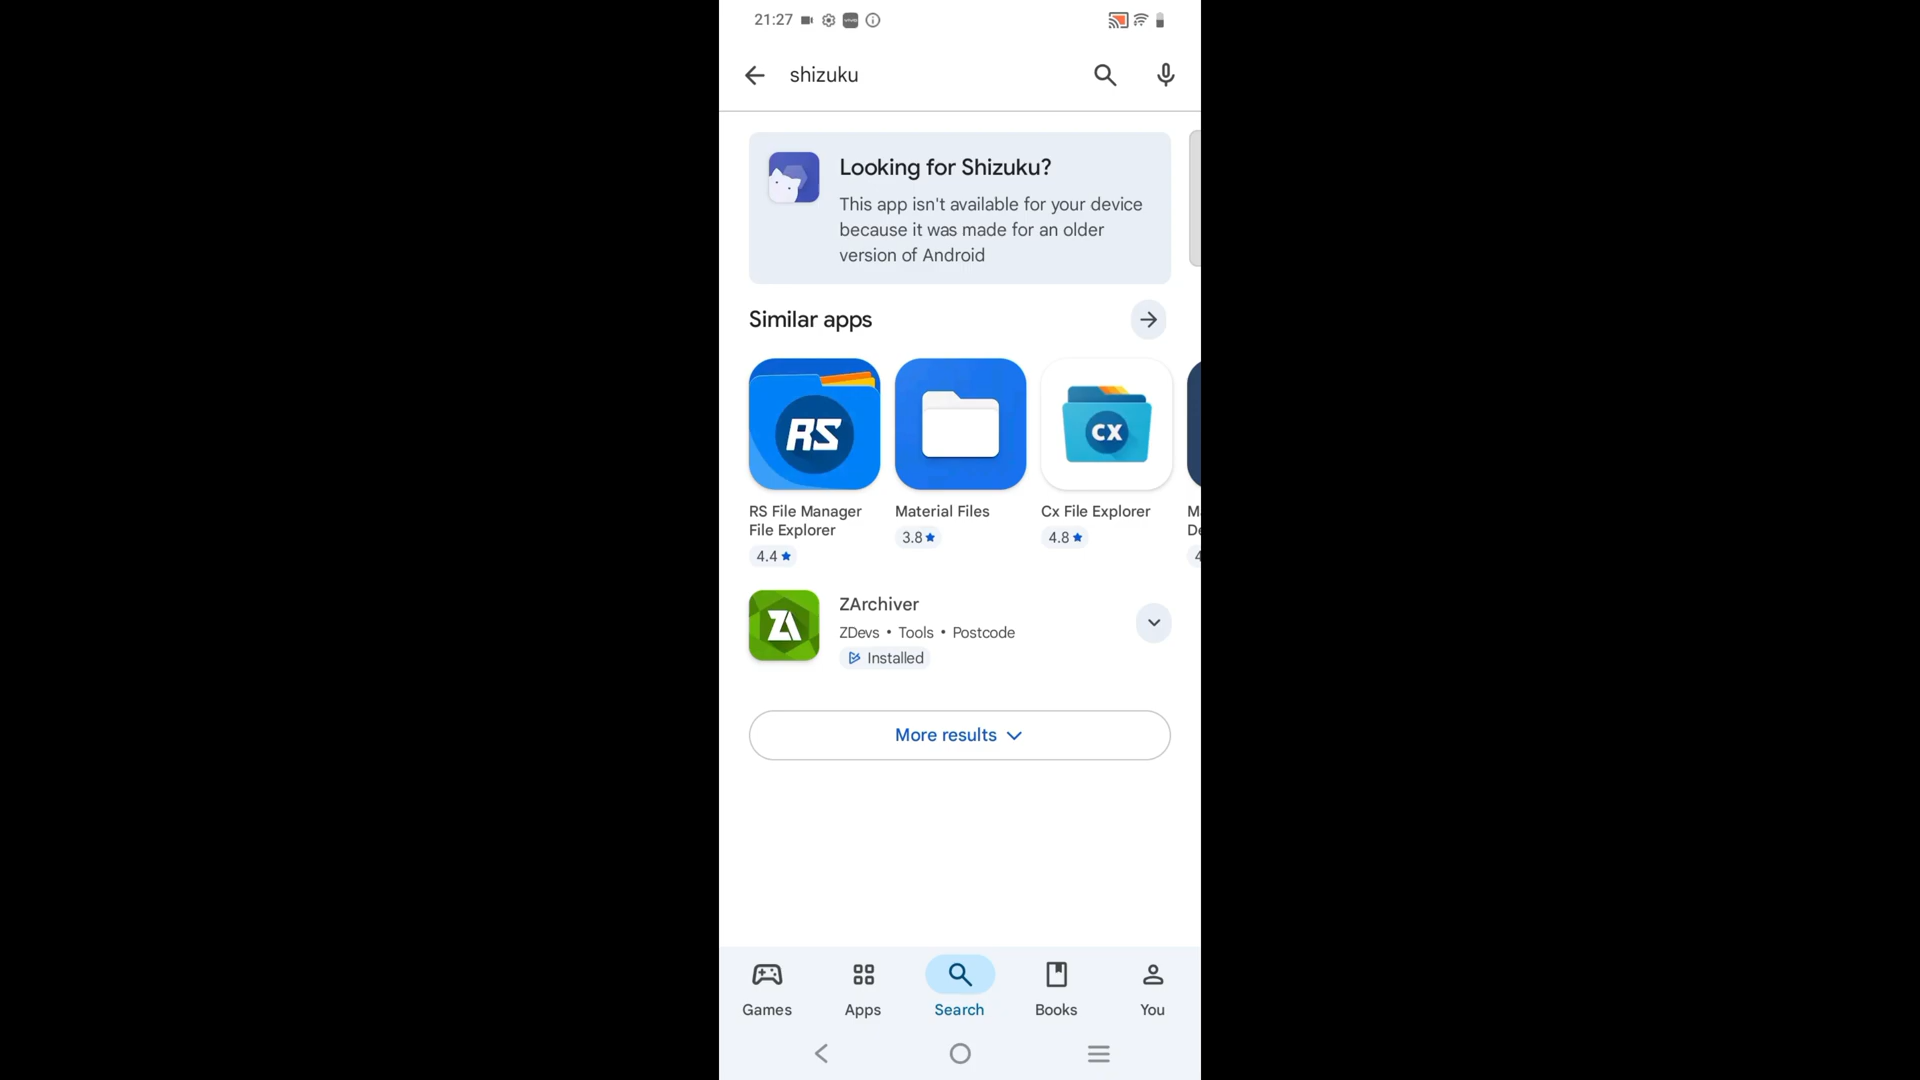 21:27
shizuku
Looking for Shizuku?
This app isn't available for your device
because it was made for an older
version of Android
Similar apps
RS
CX
RS File Manager
File Explorer
4.4
Material Files
3.8
Cx File Explorer
4.8
M
De
4
ZA
ZArchiver
ZDevs • Tools • Postcode
Installed
More results
Games
Apps
Search
Books
You